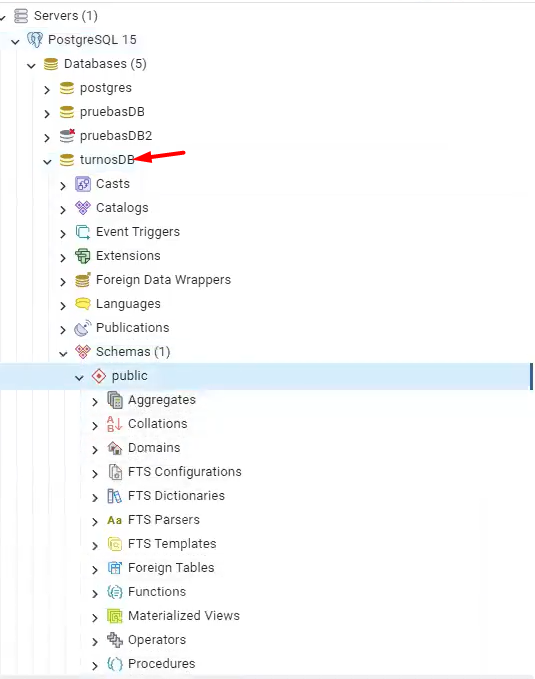 Servers (1)
PostgreSQL 15
Databases (5)
postgres
pruebasDB
pruebasDB2
turnosDB
Casts
Catalogs
Event Triggers
Extensions
Foreign Data Wrappers
Languages
Publications
Schemas (1)
public
Aggregates
Collations
Domains
FTS Configurations
FTS Dictionaries
Aa FTS Parsers
FTS Templates
Foreign Tables
Functions
Materialized Views
Operators
Procedures